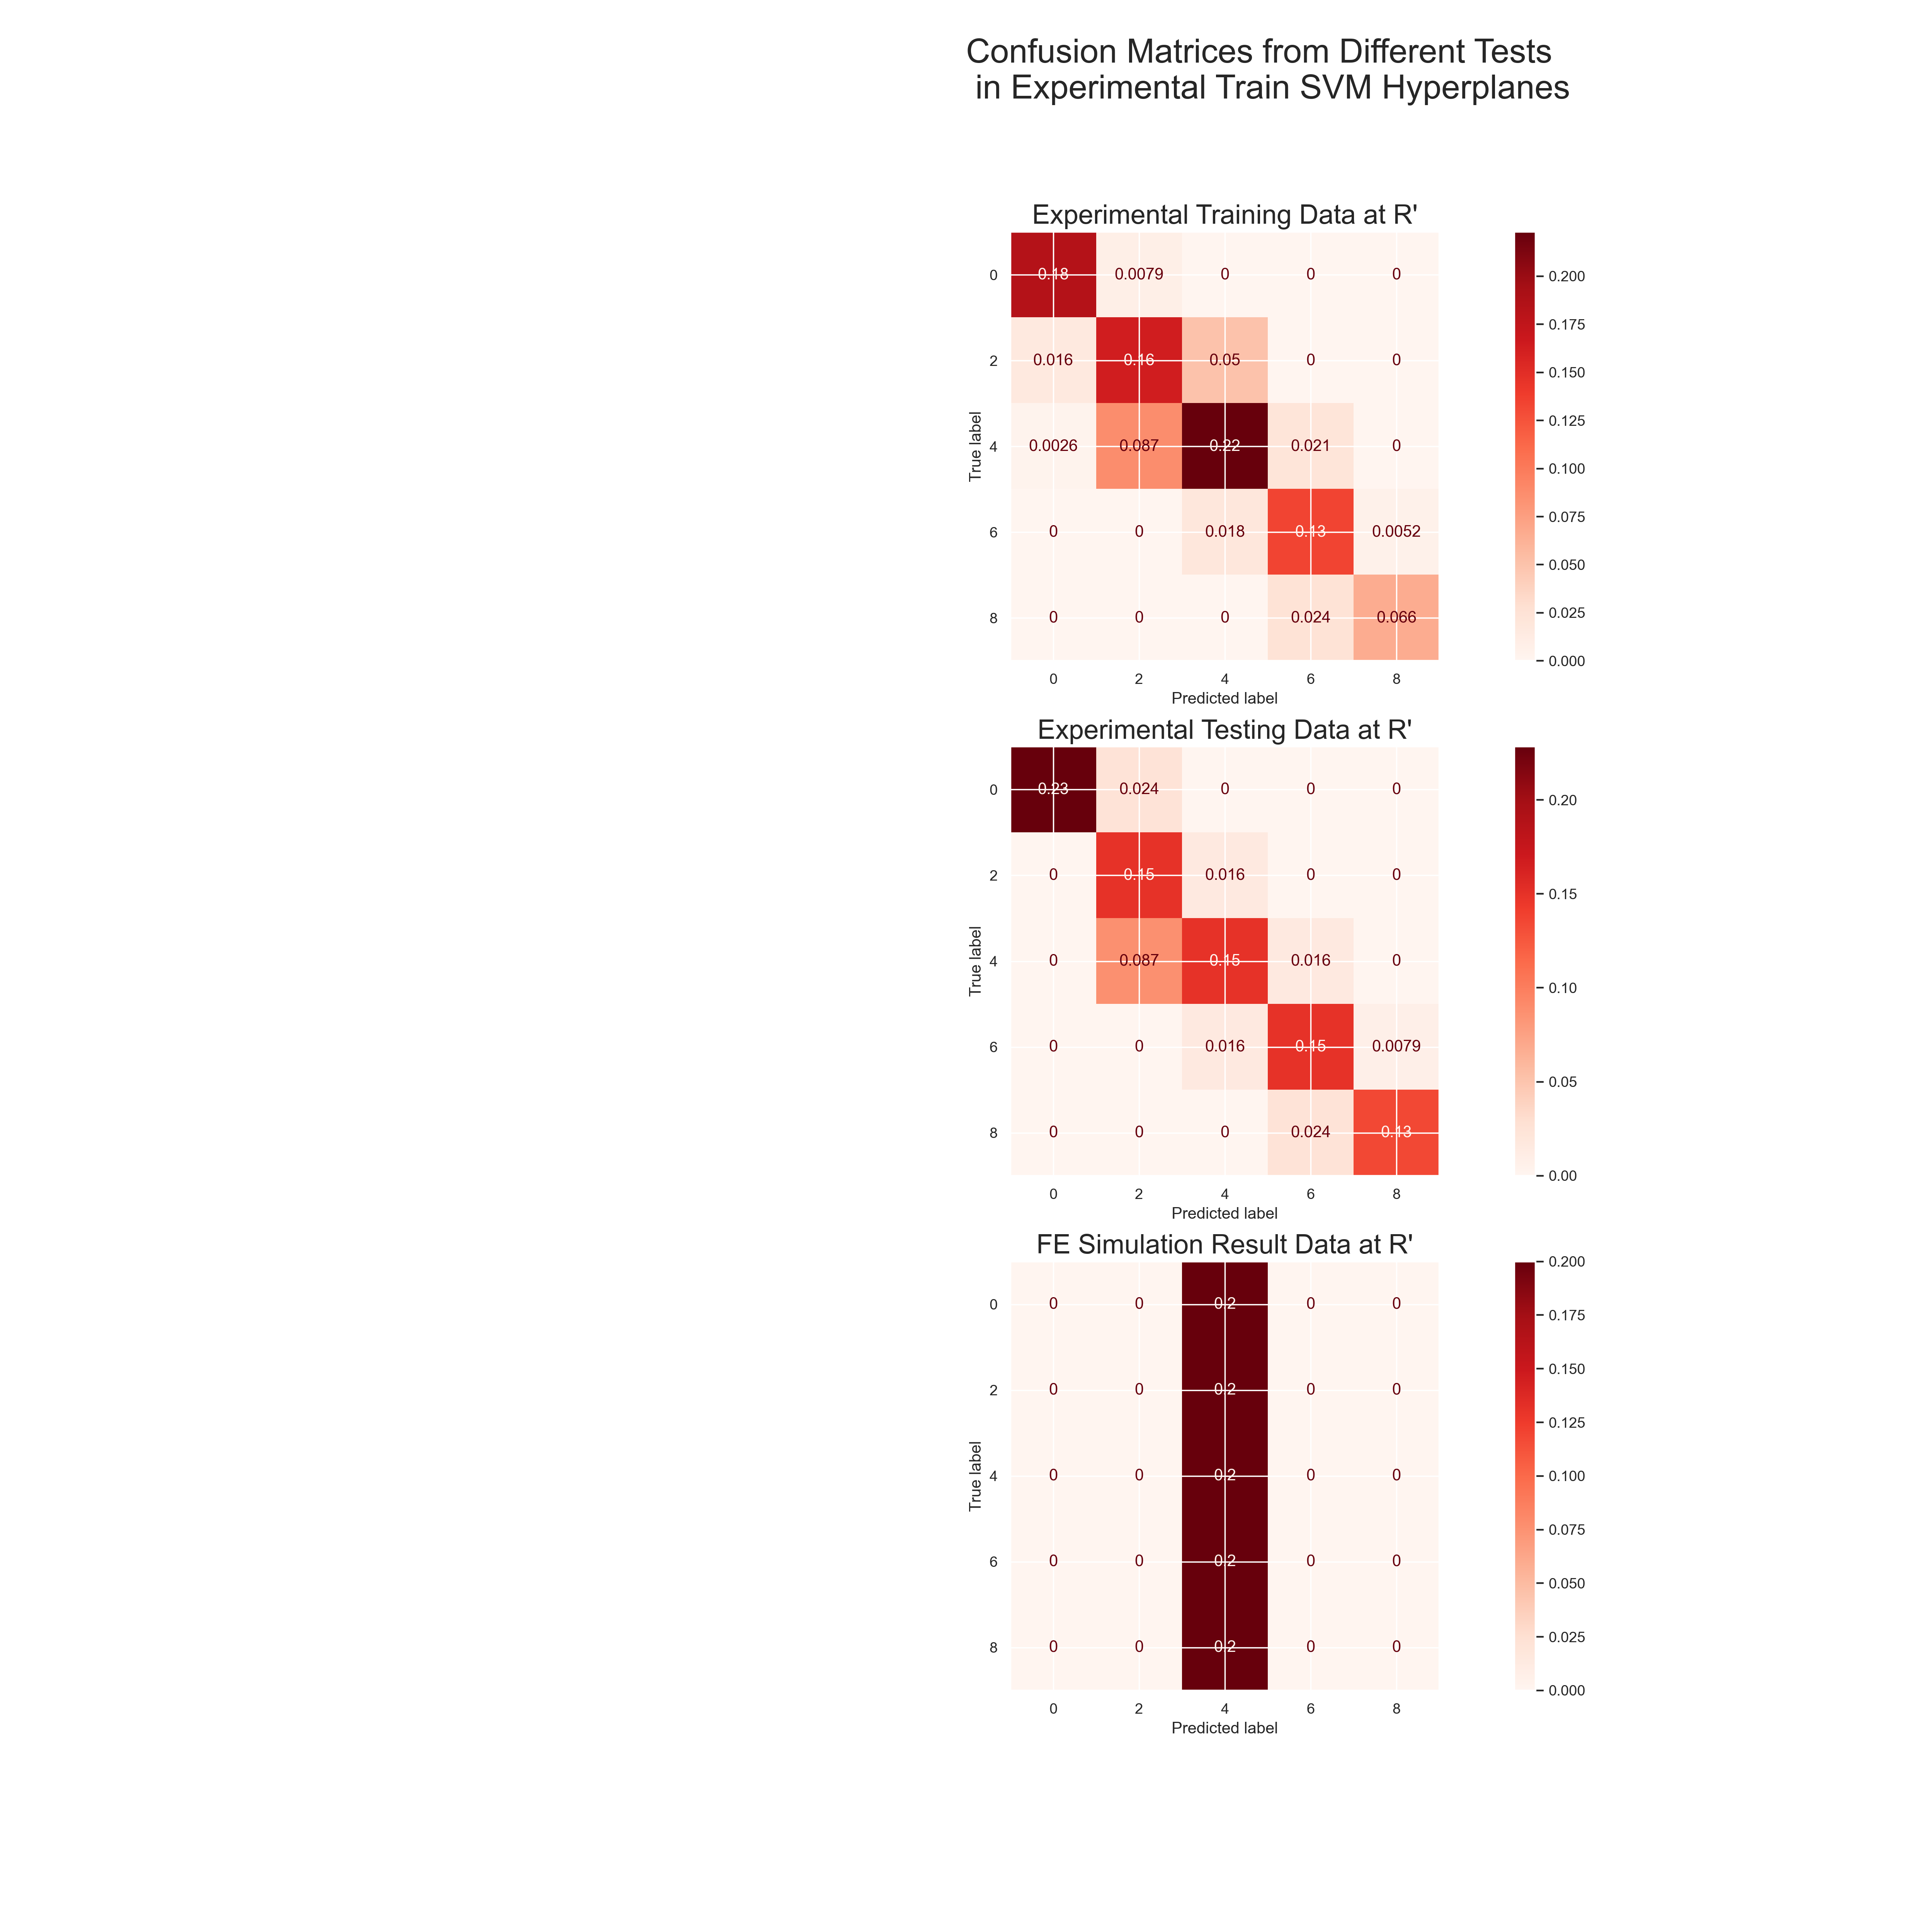 Confusion Matrices from Different Tests
in Experimental Train SVM Hyperplanes
Experimental Training Data at R'
0 0.18 0.0079 0 0 0
2 0.016 0.16 0.05 0 0
4 0.0026 0.087 0.22 0.021 0
6 0 0 0.018 0.13 0.0052
8 0 0 0 0.024 0.066
0 2 4 6 8
True label
Predicted label
0.200
0.175
0.150
0.125
0.100
0.075
0.050
0.025
0.000
Experimental Testing Data at R'
0 0.23 0.024 0 0 0
2 0 0.15 0.016 0 0
4 0 0.087 0.15 0.016 0
6 0 0 0.016 0.15 0.0079
8 0 0 0 0.024 0.13
0 2 4 6 8
True label
Predicted label
0.20
0.15
0.10
0.05
0.00
FE Simulation Result Data at R'
0 0 0 0.2 0 0
2 0 0 0.2 0 0
4 0 0 0.2 0 0
6 0 0 0.2 0 0
8 0 0 0.2 0 0
0 2 4 6 8
True label
Predicted label
0.200
0.175
0.150
0.125
0.100
0.075
0.050
0.025
0.000